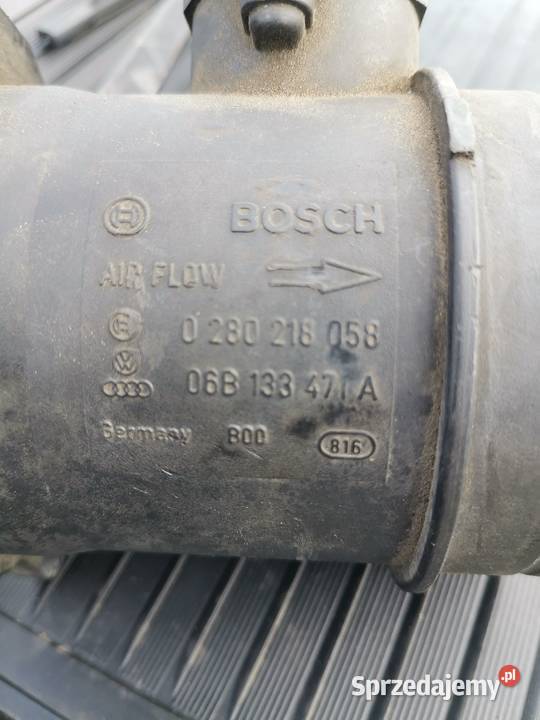 BOSCH
AIR FLOW
0 280 218 058
06B 133 471 A
Germany 800 816
Sprzedajemy.pl